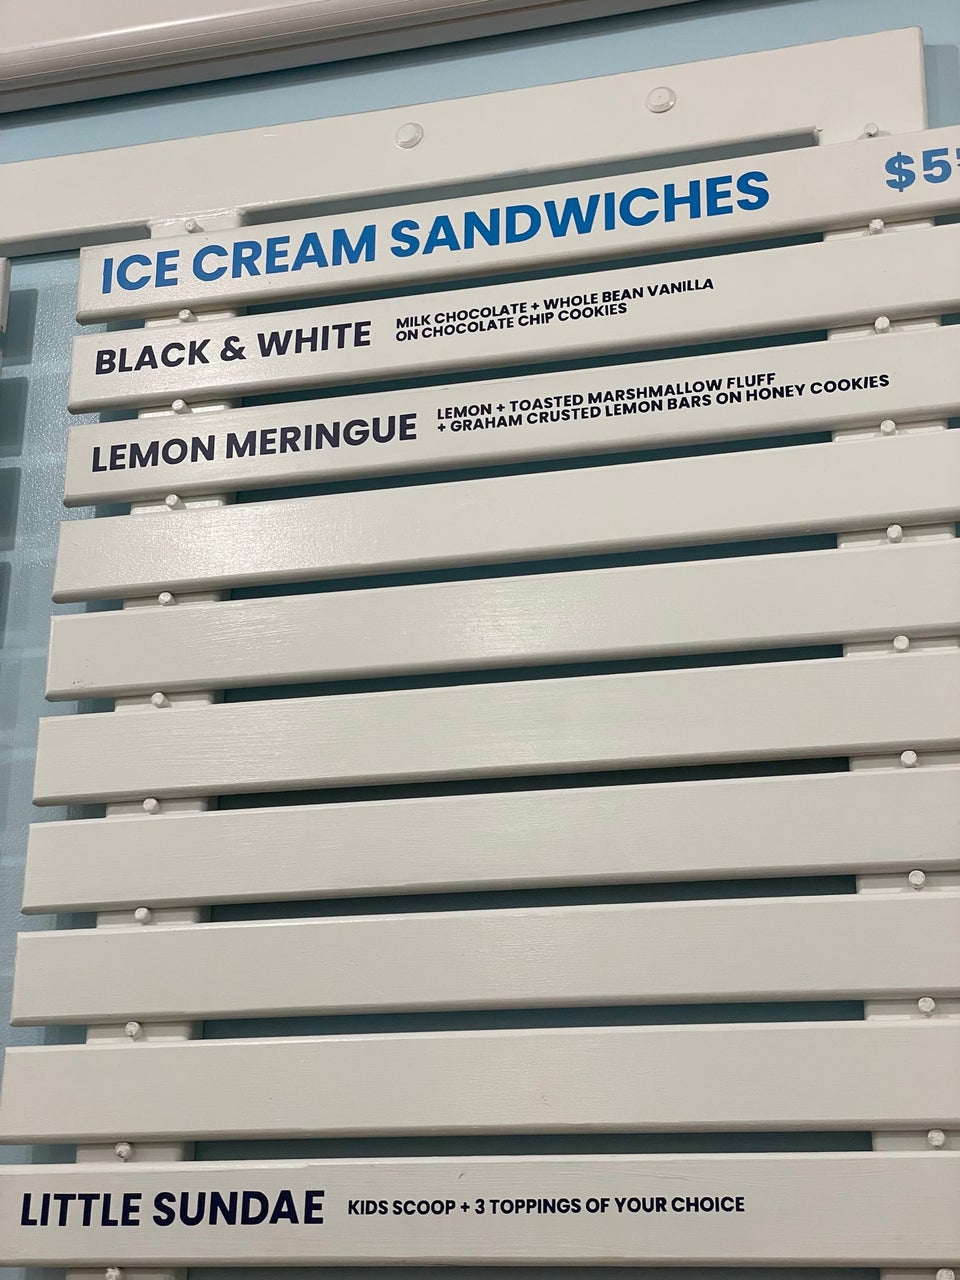 ICE CREAM SANDWICHES $5
BLACK & WHITE
MILK CHOCOLATE + WHOLE BEAN VANILLA
ON CHOCOLATE CHIP COOKIES
LEMON MERINGUE
LEMON + TOASTED MARSHMALLOW FLUFF
+ GRAHAM CRUSTED LEMON BARS ON HONEY COOKIES
LITTLE SUNDAE KIDS SCOOP + 3 TOPPINGS OF YOUR CHOICE